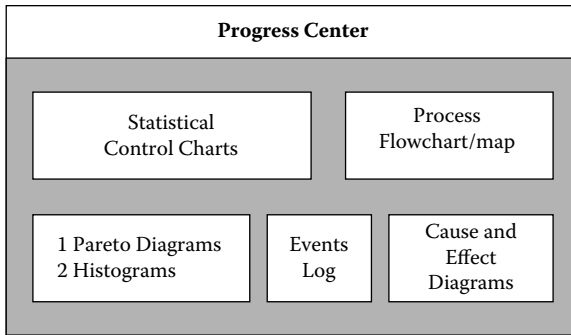 Progress Center
Statistical
Control Charts
Process
Flowchart/map
1 Pareto Diagrams
2 Histograms
Events
Log
Cause and
Effect
Diagrams